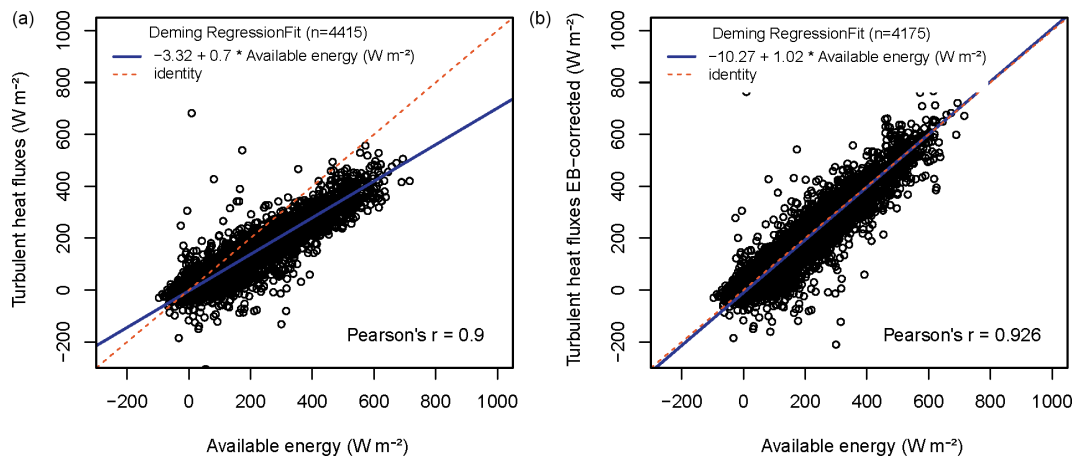 (a)
Deming RegressionFit (n=4415)
−3.32 + 0.7 * Available energy (W m⁻²)
identity
Turbulent heat fluxes (W m⁻²)
1000
800
600
400
200
0
−200
Pearson's r = 0.9
−200 0 200 400 600 800 1000
Available energy (W m⁻²)
(b)
Deming RegressionFit (n=4175)
−10.27 + 1.02 * Available energy (W m⁻²)
identity
Turbulent heat fluxes EB−corrected (W m⁻²)
1000
800
600
400
200
0
−200
Pearson's r = 0.926
−200 0 200 400 600 800 1000
Available energy (W m⁻²)